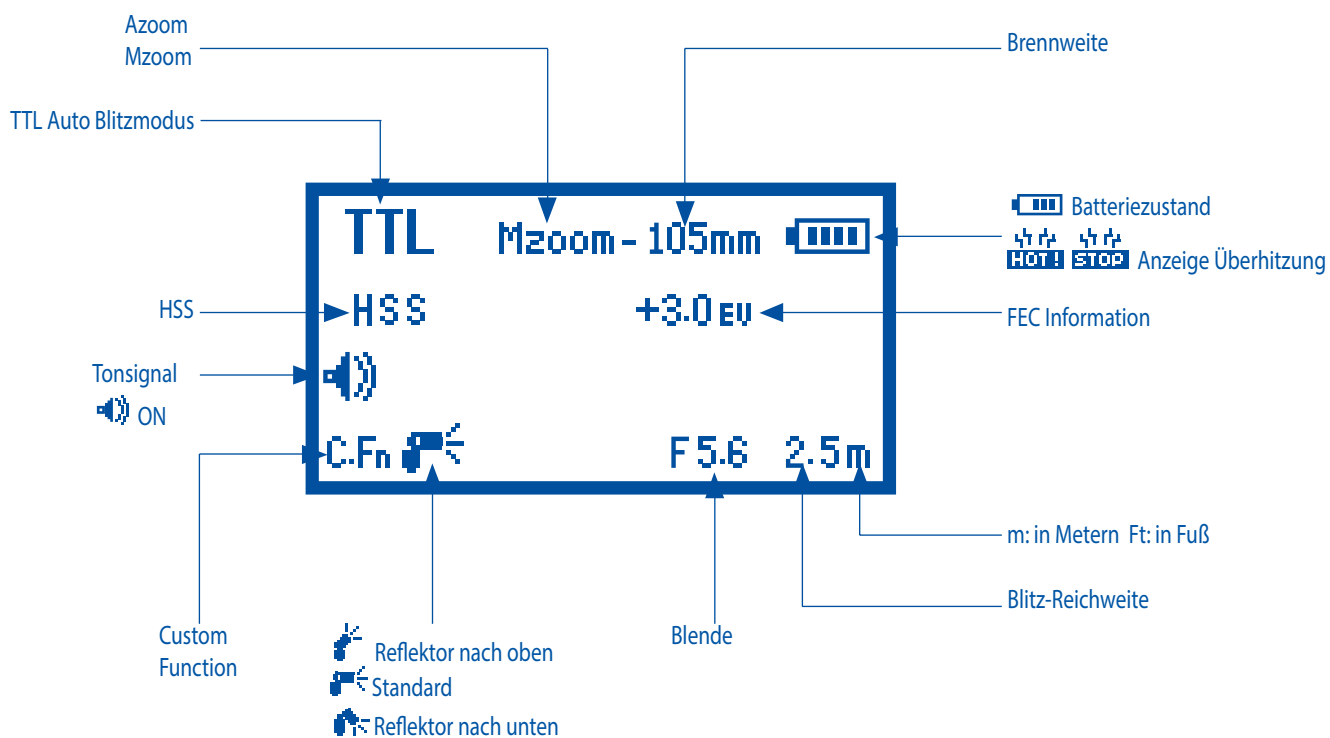 Azoom
Mzoom
Brennweite
TTL Auto Blitzmodus
Batteriezustand
HOT! STOP Anzeige Überhitzung
TTL Mzoom - 105mm
HSS
HSS +3.0 EV
FEC Information
Tonsignal
ON
C.Fn F 5.6 2.5 m
m: in Metern Ft: in Fuß
Blitz-Reichweite
Custom
Function
Blende
Reflektor nach oben
Standard
Reflektor nach unten